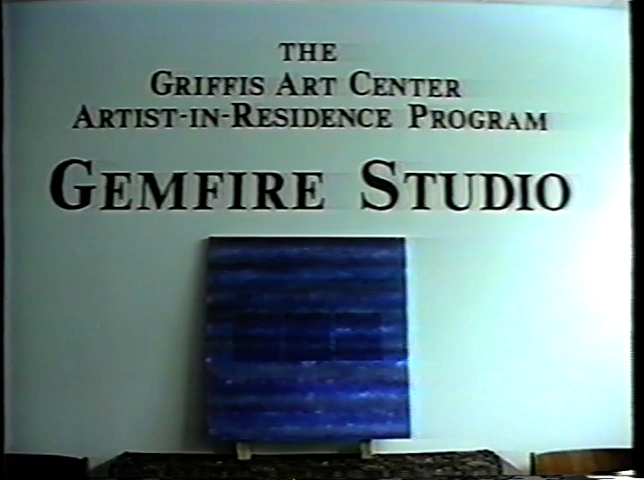 THE
GRIFFIS ART CENTER
ARTIST-IN-RESIDENCE PROGRAM
GEMFIRE STUDIO